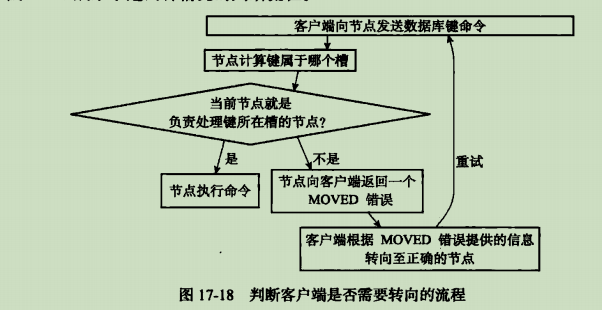 客户端向节点发送数据库键命令
节点计算键属于哪个槽
当前节点就是
负责处理键所在槽的节点?
是
不是
重试
节点执行命令
节点向客户端返回一个
MOVED 错误
客户端根据 MOVED 错误提供的信息
转向至正确的节点
图 17-18 判断客户端是否需要转向的流程